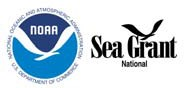 NATIONAL OCEANIC AND ATMOSPHERIC ADMINISTRATION
NOAA
U.S. DEPARTMENT OF COMMERCE
Sea Grant
National